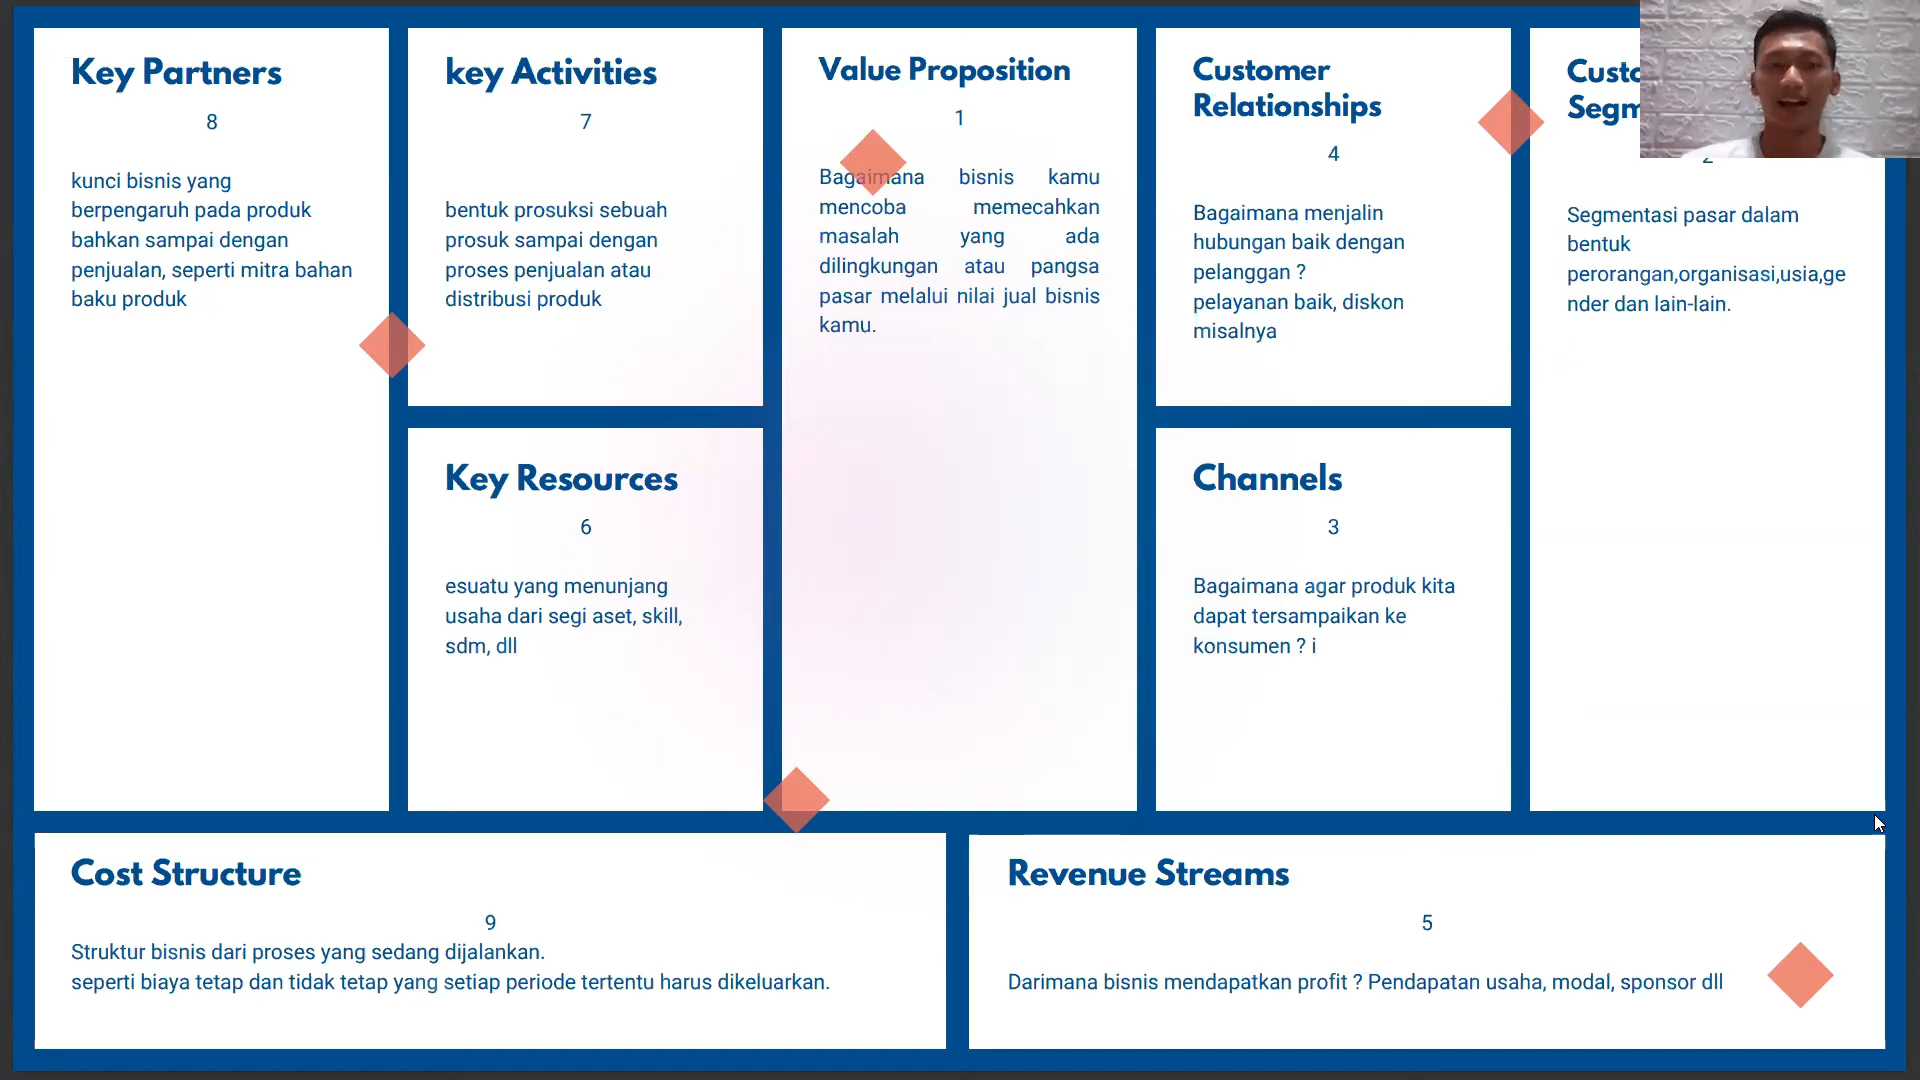 Key Partners
8
kunci bisnis yang
berpengaruh pada produk
bahkan sampai dengan
penjualan, seperti mitra bahan
baku produk
key Activities
7
bentuk prosuksi sebuah
prosuk sampai dengan
proses penjualan atau
distribusi produk
Key Resources
6
esuatu yang menunjang
usaha dari segi aset, skill,
sdm, dll
Value Proposition
1
Bagaimana bisnis kamu
mencoba memecahkan
masalah yang ada
dilingkungan atau pangsa
pasar melalui nilai jual bisnis
kamu.
Customer
Relationships
4
Bagaimana menjalin
hubungan baik dengan
pelanggan ?
pelayanan baik, diskon
misalnya
Channels
3
Bagaimana agar produk kita
dapat tersampaikan ke
konsumen ? i
Segmentasi pasar dalam
bentuk
perorangan,organisasi,usia,ge
nder dan lain-lain.
Cost Structure
9
Struktur bisnis dari proses yang sedang dijalankan.
seperti biaya tetap dan tidak tetap yang setiap periode tertentu harus dikeluarkan.
Revenue Streams
5
Darimana bisnis mendapatkan profit ? Pendapatan usaha, modal, sponsor dll